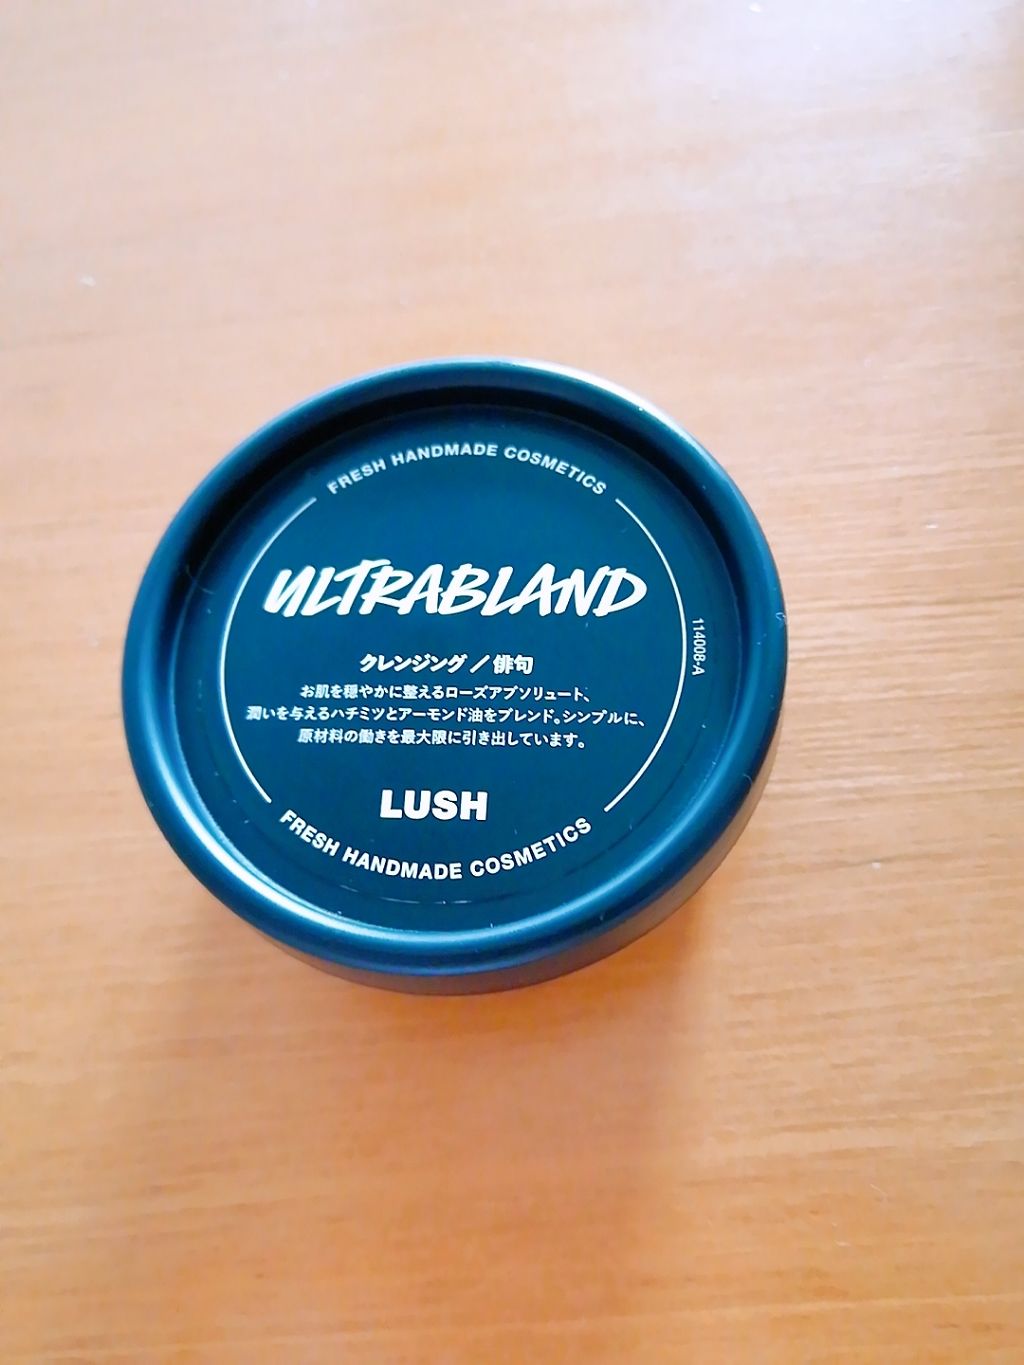 FRESH HANDMADE COSMETICS
ULTRABLAND
クレンジング／俳句
お肌を穏やかに整えるローズアブソリュート、
潤いを与えるハチミツとアーモンド油をブレンド。シンプルに、
原材料の働きを最大限に引き出しています。
LUSH
FRESH HANDMADE COSMETICS
114008-A